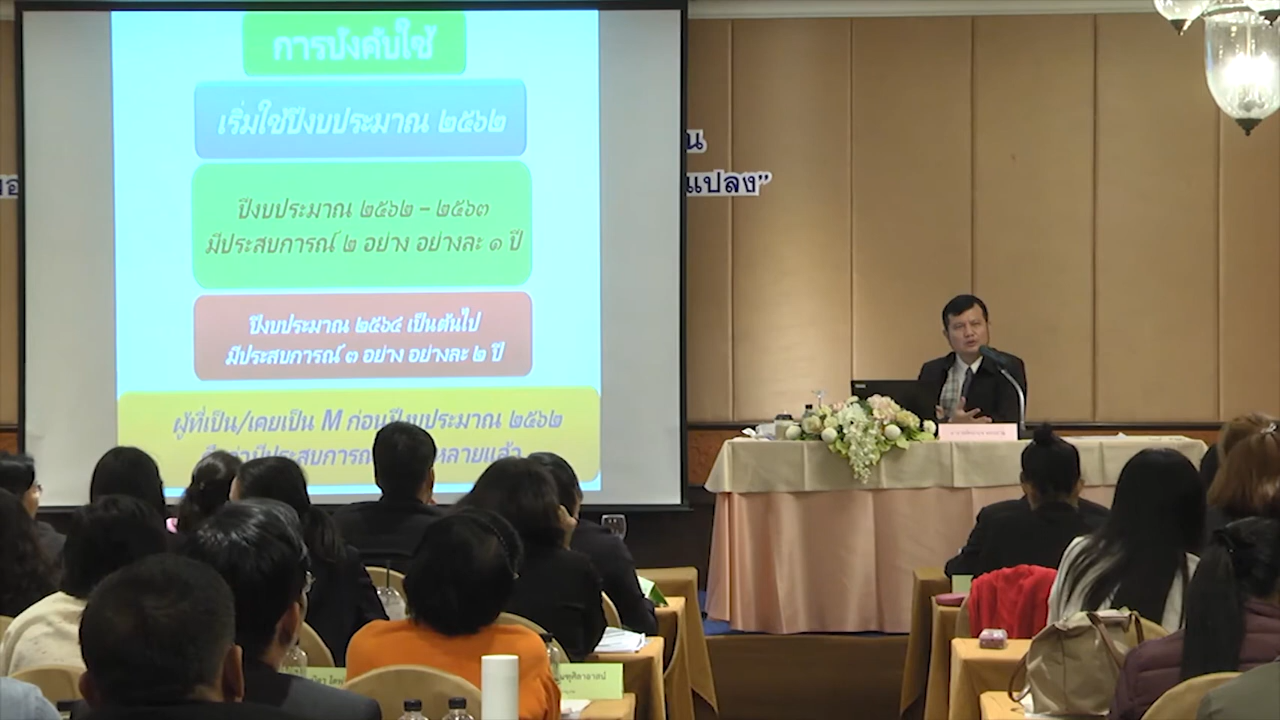 การบังคับใช้
เริ่มใช้ปีงบประมาณ ๒๕๖๒
ปีงบประมาณ ๒๕๖๒ – ๒๕๖๓
มีประสบการณ์ ๒ อย่าง อย่างละ ๑ ปี
ปีงบประมาณ ๒๕๖๔ เป็นต้นไป
มีประสบการณ์ ๓ อย่าง อย่างละ ๒ ปี
ผู้ที่เป็น/เคยเป็น M ก่อนปีงบประมาณ ๒๕๖๒
หลายแล้ว
แปลง”